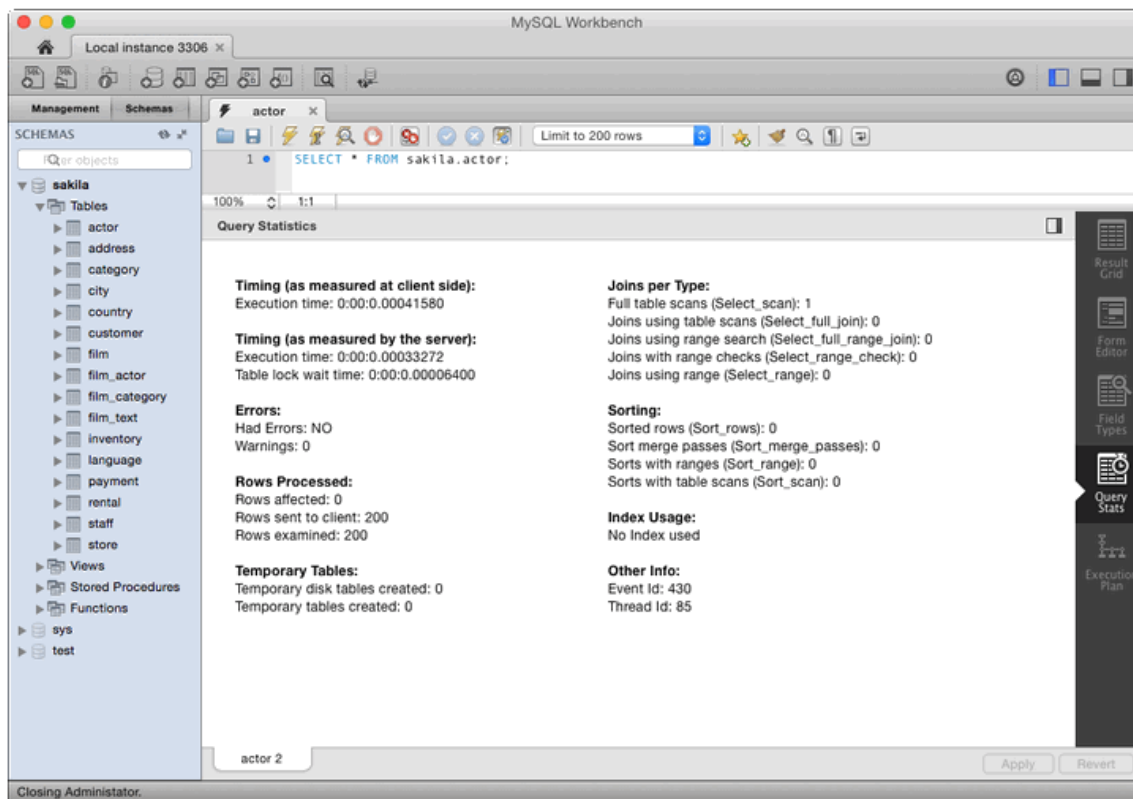 MySQL Workbench
Local instance 3306
Management Schemas
actor
SCHEMAS
Limit to 200 rows
objects
1 SELECT * FROM sakila.actor;
sakila
100% 1:1
Tables
Query Statistics
actor
address
category
city
country
customer
film
film_actor
film_category
film_text
inventory
language
payment
rental
staff
store
Views
Stored Procedures
Functions
sys
test
Timing (as measured at client side):
Execution time: 0:00:0.00041580
Timing (as measured by the server):
Execution time: 0:00:0.00033272
Table lock wait time: 0:00:0.00006400
Errors:
Had Errors: NO
Warnings: 0
Rows Processed:
Rows affected: 0
Rows sent to client: 200
Rows examined: 200
Temporary Tables:
Temporary disk tables created: 0
Temporary tables created: 0
Joins per Type:
Full table scans (Select_scan): 1
Joins using table scans (Select_full_join): 0
Joins using range search (Select_full_range_join): 0
Joins with range checks (Select_range_check): 0
Joins using range (Select_range): 0
Sorting:
Sorted rows (Sort_rows): 0
Sort merge passes (Sort_merge_passes): 0
Sorts with ranges (Sort_range): 0
Sorts with table scans (Sort_scan): 0
Index Usage:
No Index used
Other Info:
Event Id: 430
Thread Id: 85
Result
Grid
Form
Editor
Field
Types
Query
Stats
Execution
Plan
actor 2
Apply Revert
Closing Administator.